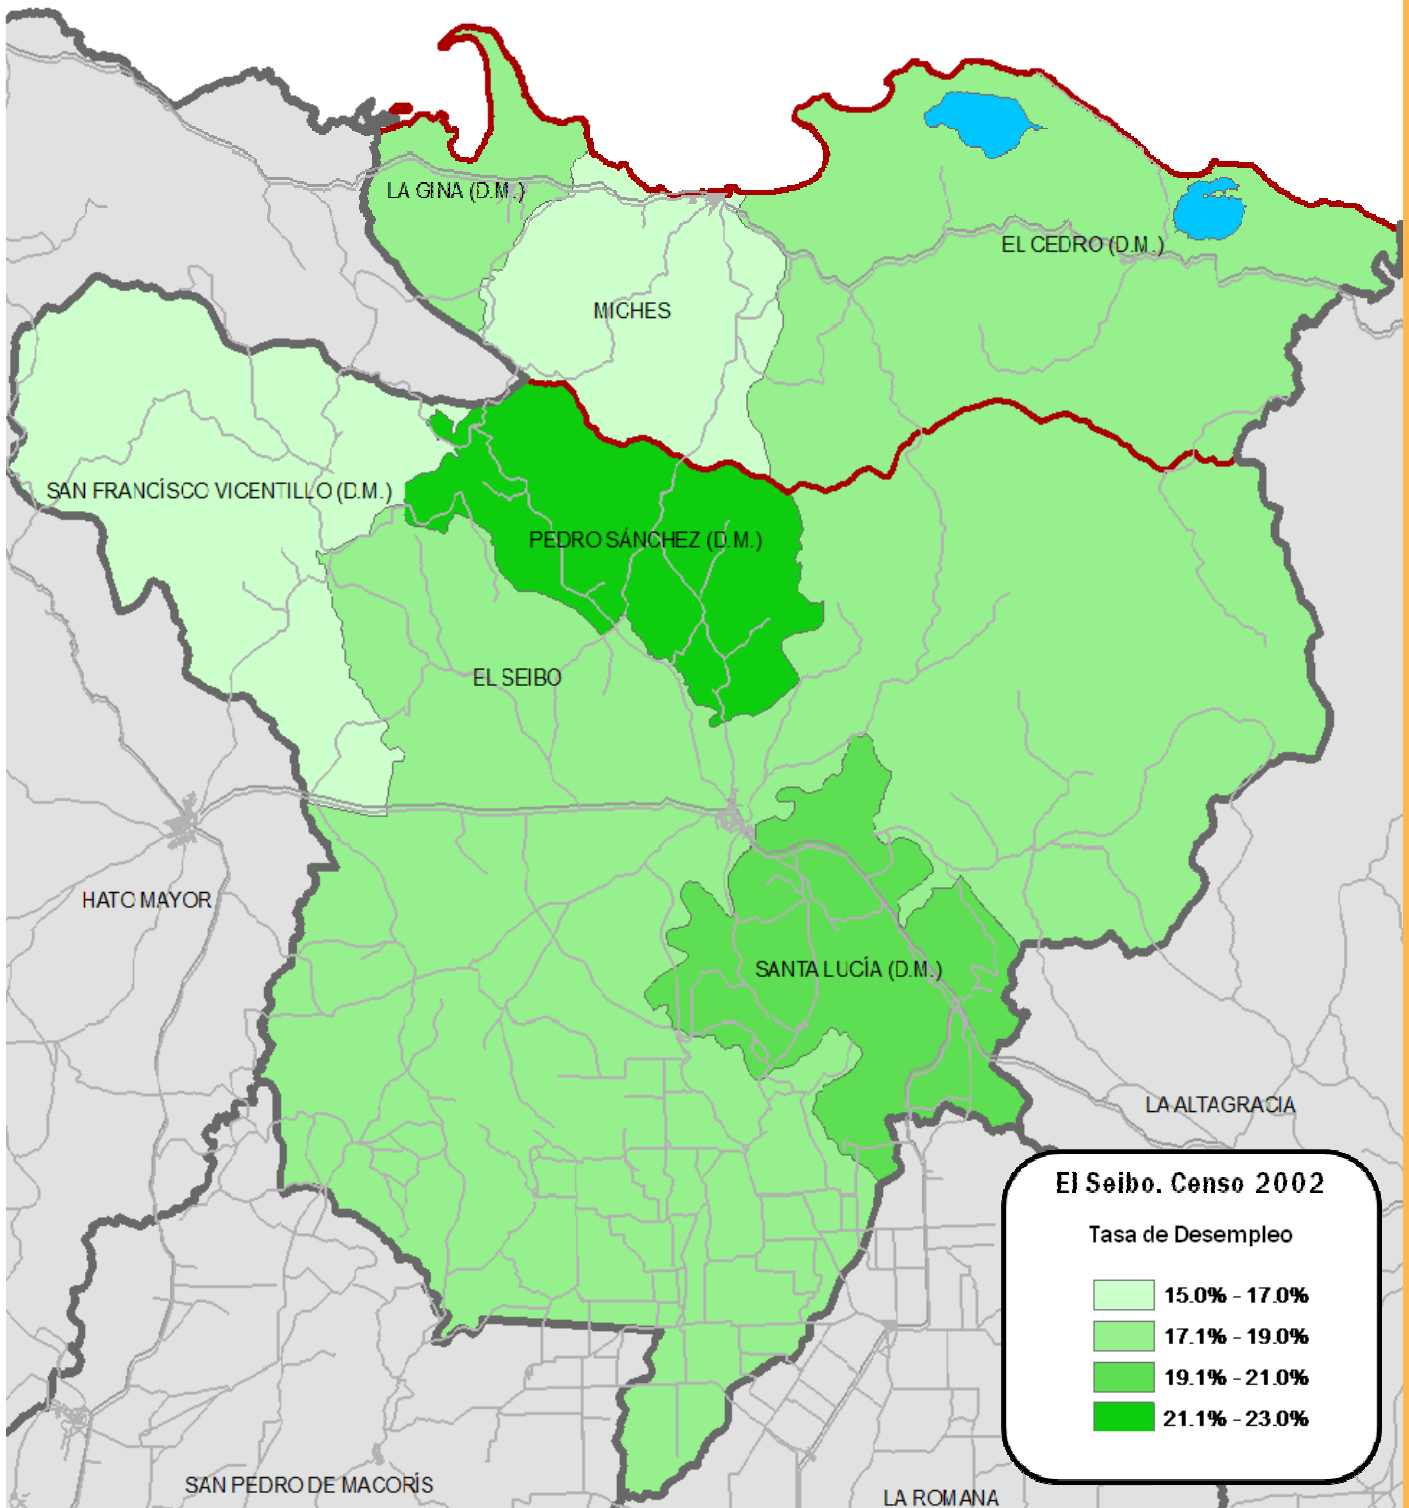 LA GINA (D.M.)
EL CEDRO (D.M.)
MICHES
SAN FRANCÍSCO VICENTILLO (D.M.)
PEDRO SÁNCHEZ (D.M.)
EL SEIBO
HATO MAYOR
SANTA LUCÍA (D.M.)
LA ALTAGRACIA
El Seibo. Censo 2002
Tasa de Desempleo
15.0% - 17.0%
17.1% - 19.0%
19.1% - 21.0%
21.1% - 23.0%
SAN PEDRO DE MACORÍS
LA ROMANA